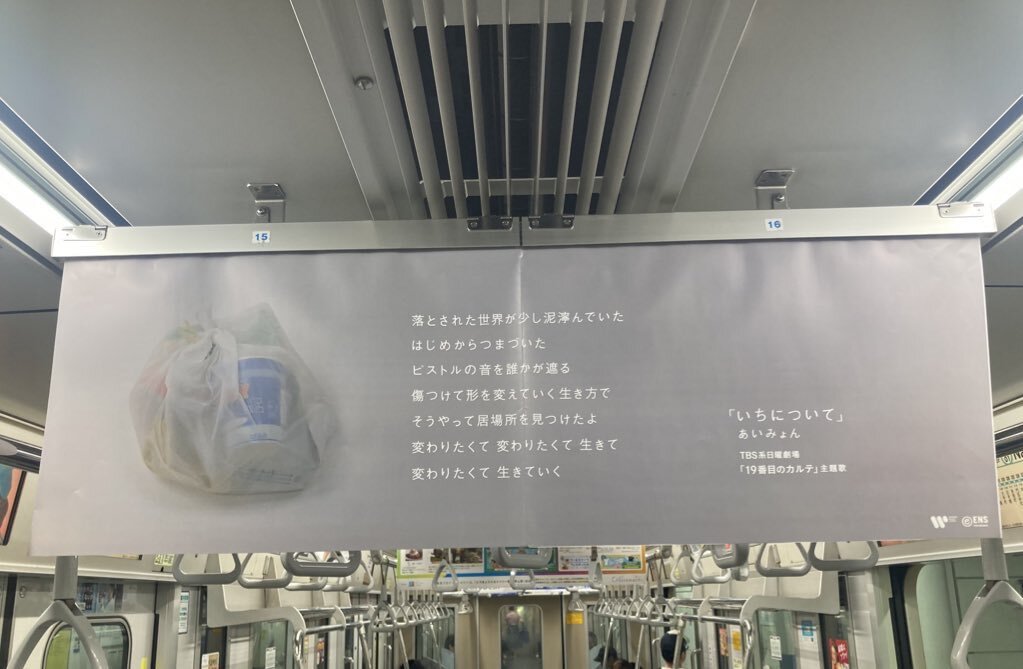 15
16
落とされた世界が少し泥濘んでいた
はじめからつまづいた
ピストルの音を誰かが遮る
傷つけて形を変えていく生き方で
そうやって居場所を見つけたよ
変わりたくて 変わりたくて 生きて
変わりたくて 生きていく
「いちについて」
あいみょん
TBS系日曜劇場
「19番目のカルテ」主題歌
ENS